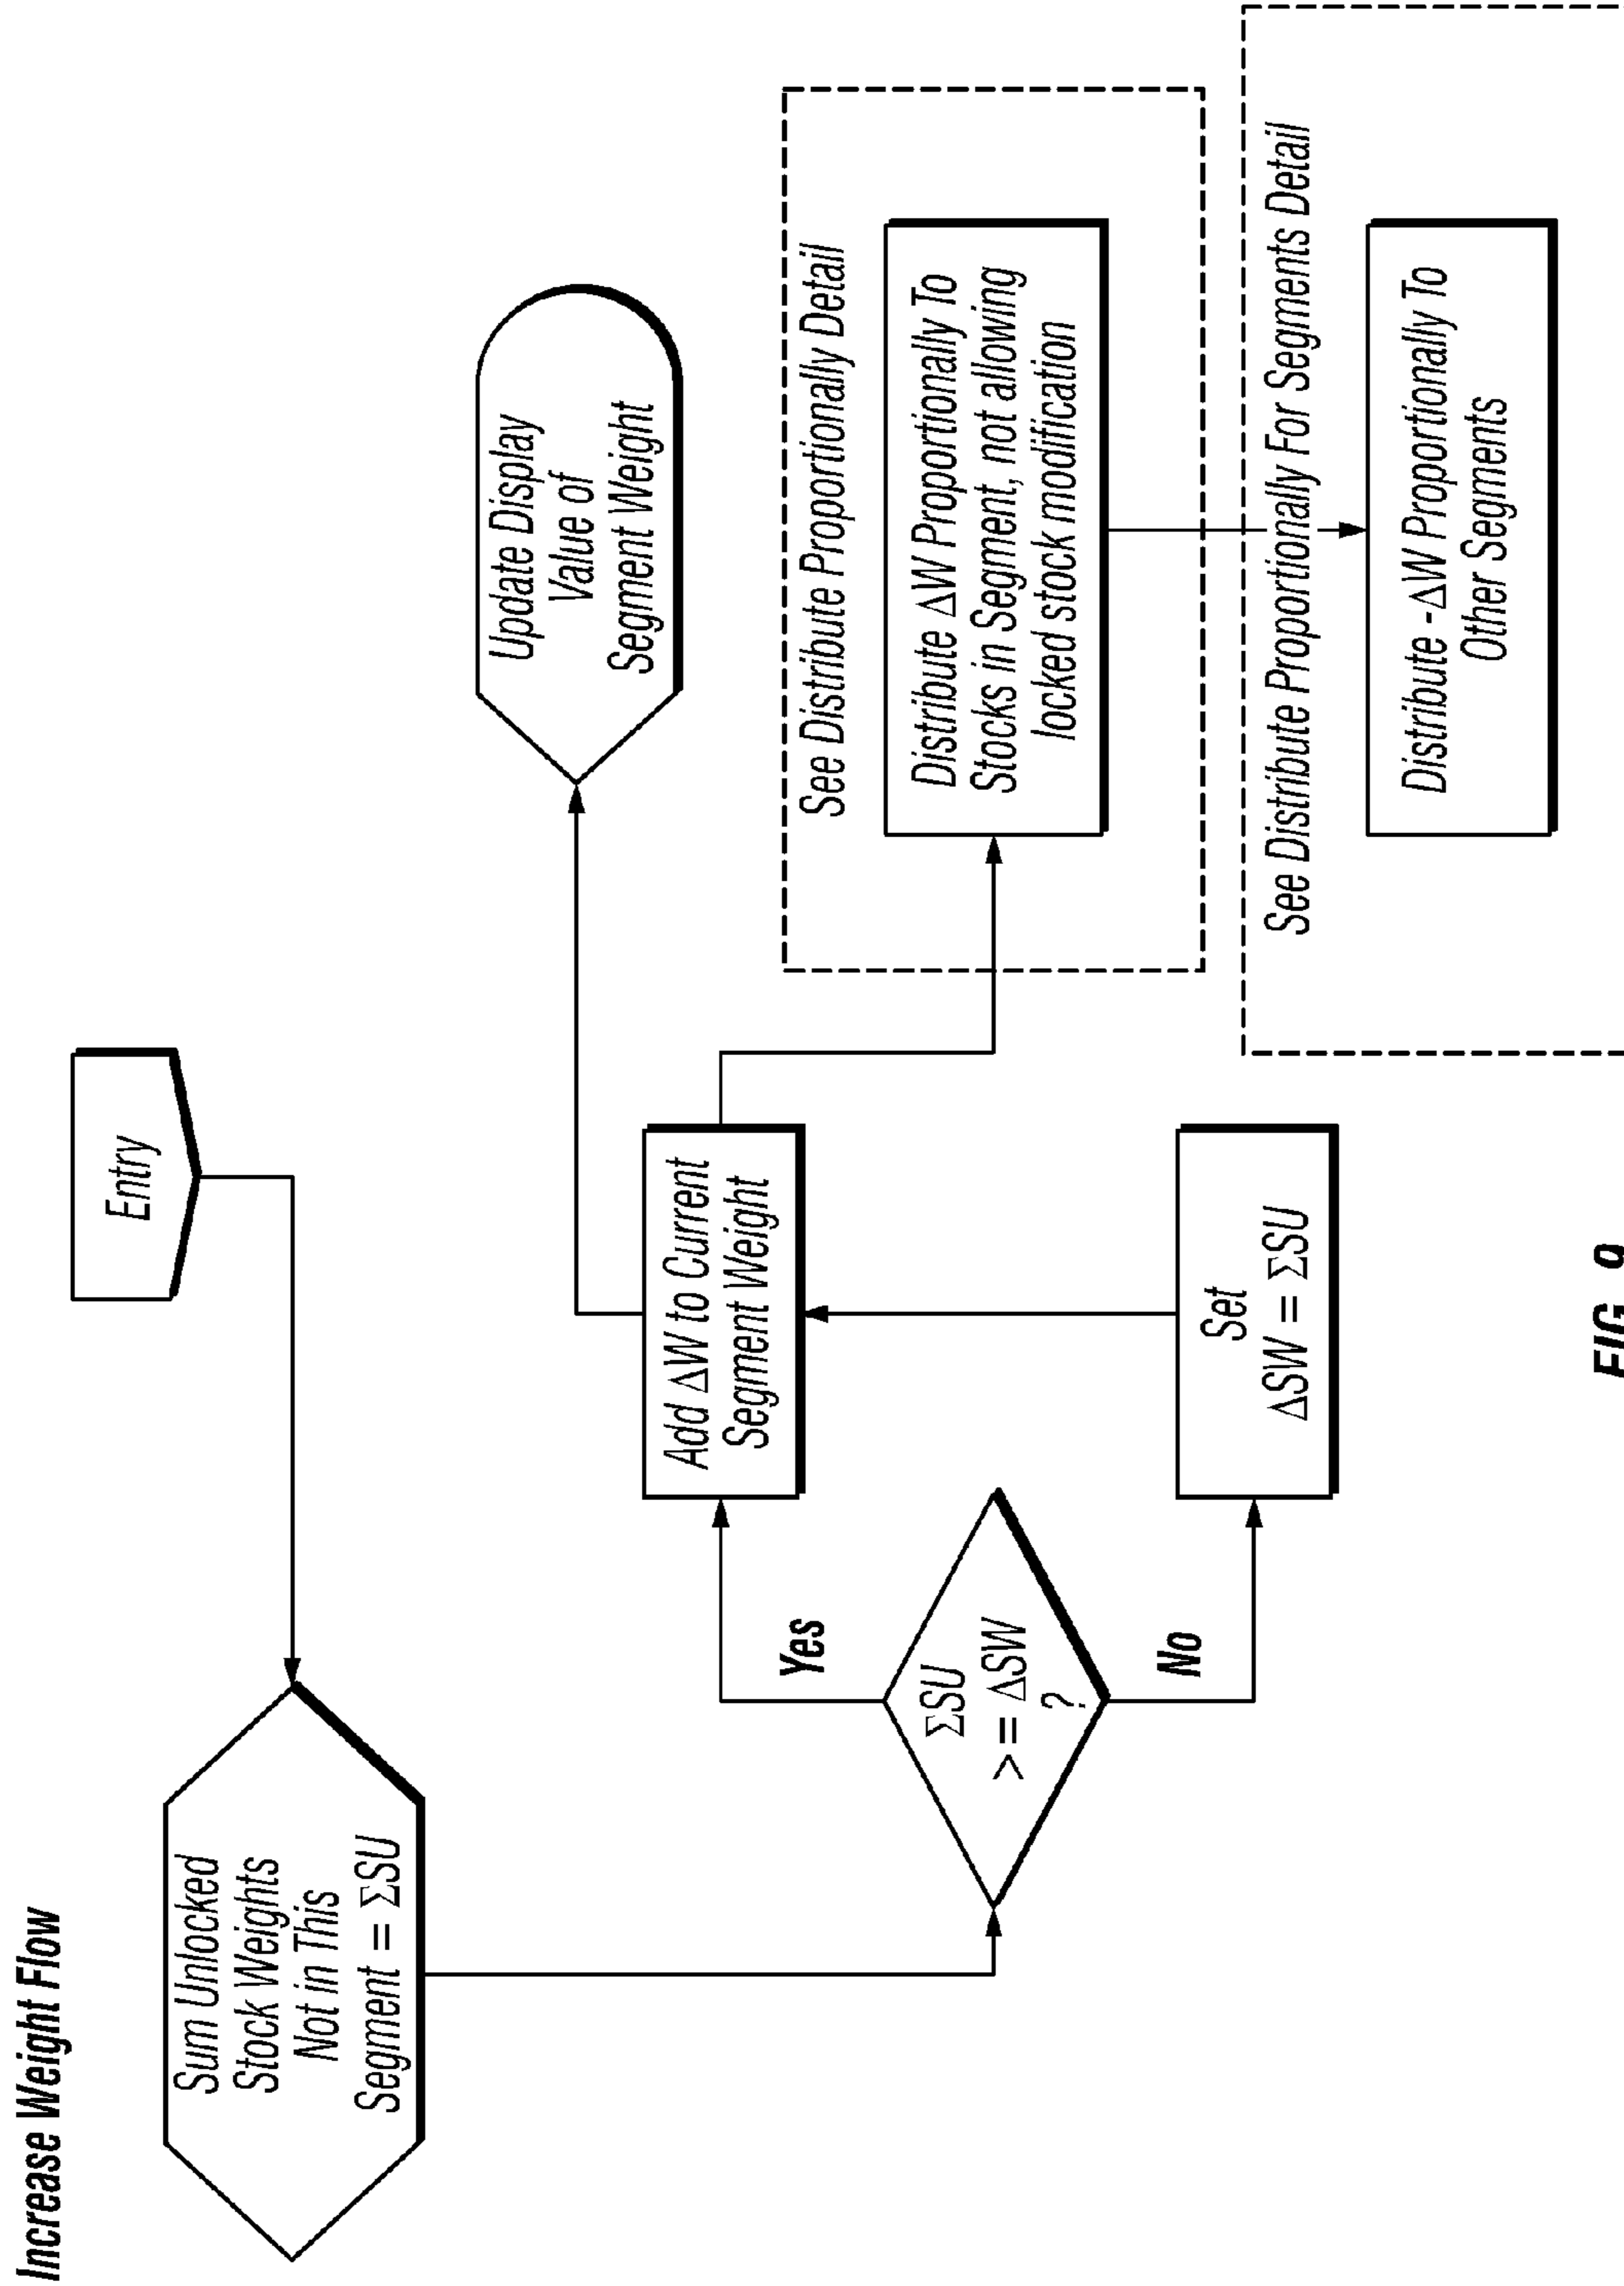 Increase Weight Flow
Entry
Sum Unlocked
Stock Weights
Not in This
Segment = ΣSU
ΣSU
>= ΔSW
?
Yes
No
Add ΔW to Current
Segment Weight
Set
ΔSW = ΣSU
Update Display
Value of
Segment Weight
See Distribute Proportionally Detail
Distribute ΔW Proportionally To
Stocks in Segment, not allowing
locked stock modification
See Distribute Proportionally For Segments Detail
Distribute -ΔW Proportionally To
Other Segments